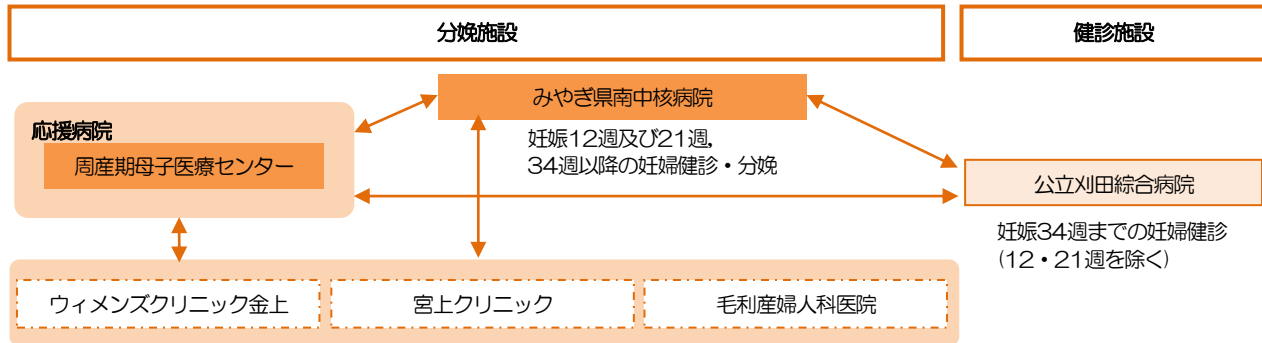 分娩施設
健診施設
みやぎ県南中核病院
応援病院
周産期母子医療センター
妊娠12週及び21週,
34週以降の妊婦健診・分娩
公立刈田綜合病院
妊娠34週までの妊婦健診
(12・21週を除く)
ウィメンズクリニック金上
宮上クリニック
毛利産婦人科医院